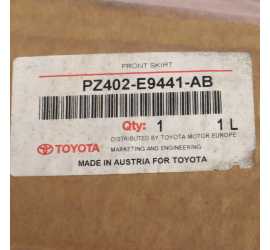 FRONT SKIRT
PZ402-E9441-AB
Qty: 1 1 L
DISTRIBUTED BY TOYOTA MOTOR EUROPE
TOYOTA MARKETING AND ENGINEERING
MADE IN AUSTRIA FOR TOYOTA